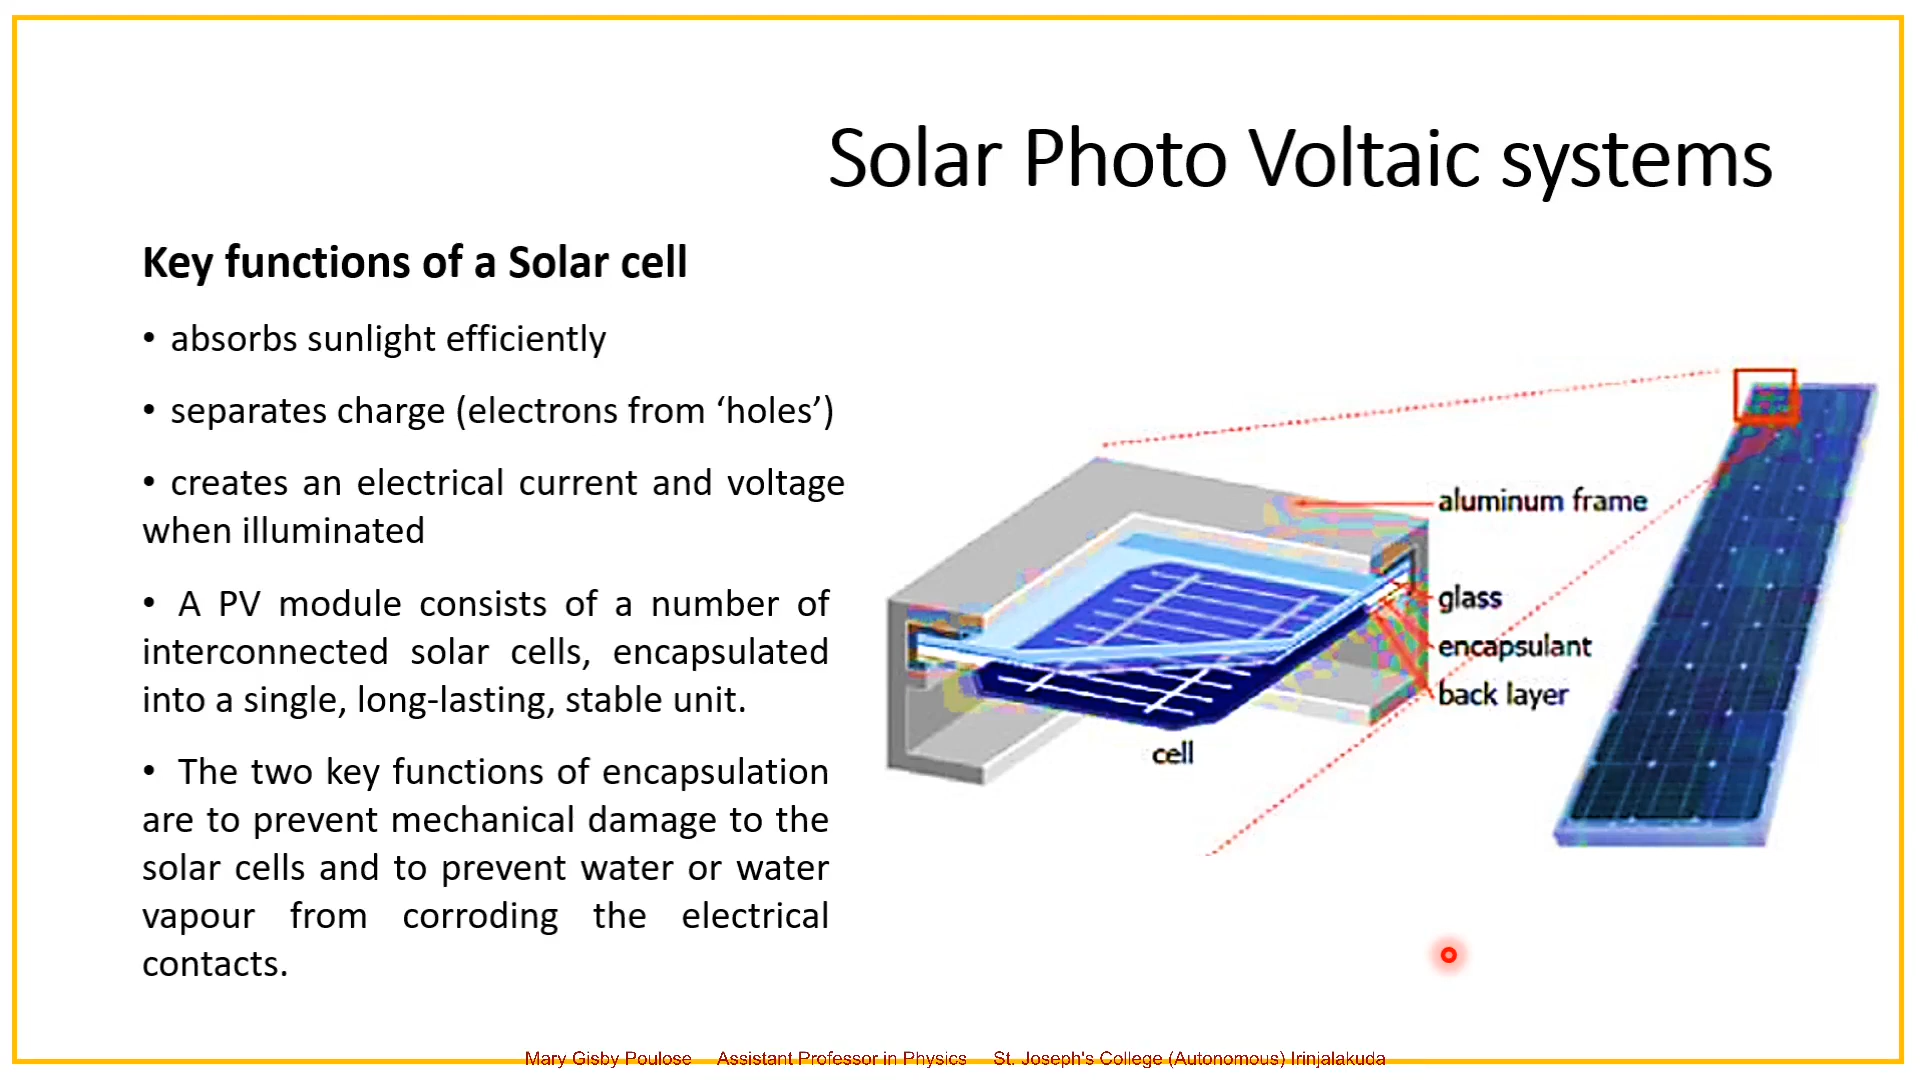 Solar Photo Voltaic systems
Key functions of a Solar cell
• absorbs sunlight efficiently
• separates charge (electrons from ‘holes’)
• creates an electrical current and voltage
when illuminated
• A PV module consists of a number of
interconnected solar cells, encapsulated
into a single, long-lasting, stable unit.
• The two key functions of encapsulation
are to prevent mechanical damage to the
solar cells and to prevent water or water
vapour from corroding the electrical
contacts.
aluminum frame
glass
encapsulant
back layer
cell
Mary Gisby Poulose Assistant Professor in Physics St. Joseph's College (Autonomous) Irinjalakuda